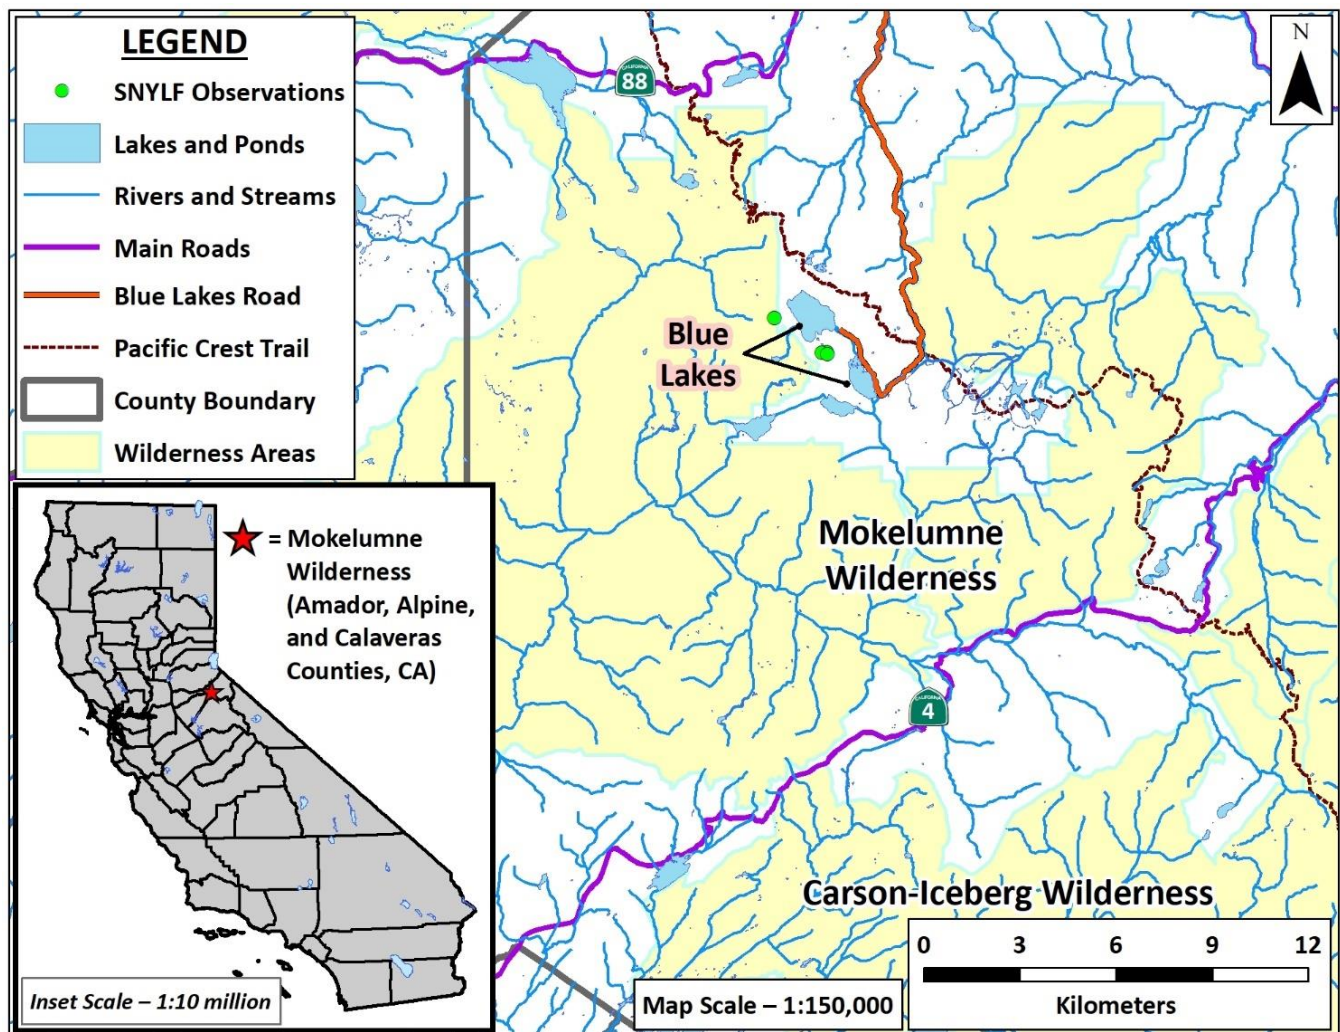 LEGEND
SNYLF Observations
Lakes and Ponds
Rivers and Streams
Main Roads
Blue Lakes Road
Pacific Crest Trail
County Boundary
Wilderness Areas
= Mokelumne
Wilderness
(Amador, Alpine,
and Calaveras
Counties, CA)
Inset Scale – 1:10 million
N
CALIFORNIA
88
Blue
Lakes
Mokelumne
Wilderness
CALIFORNIA
4
Carson-Iceberg Wilderness
Map Scale – 1:150,000
0 3 6 9 12
Kilometers